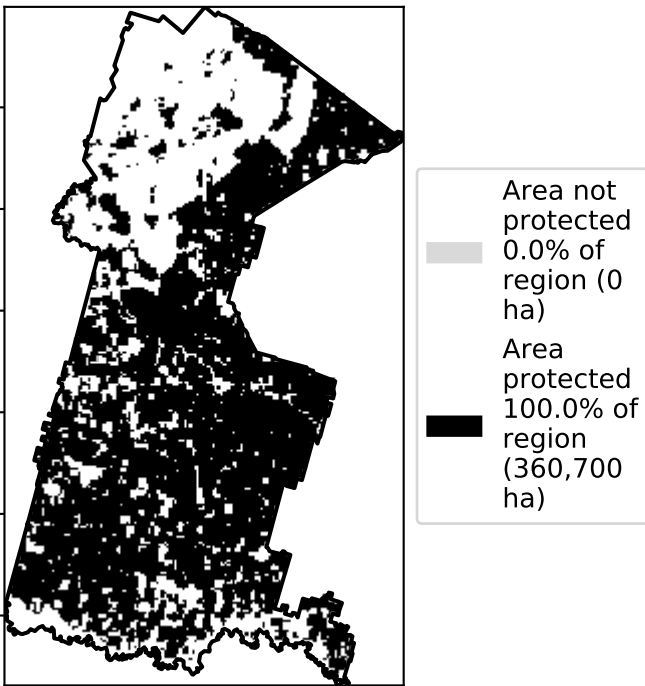 Area not
protected
0.0% of
region (0
ha)
Area
protected
100.0% of
region
(360,700
ha)